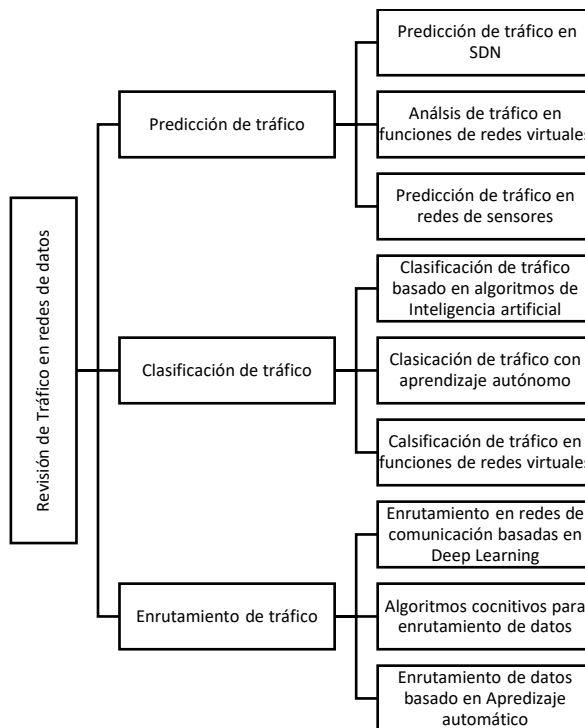 Revisión de Tráfico en redes de datos
Predicción de tráfico
Predicción de tráfico en
SDN
Análsis de tráfico en
funciones de redes virtuales
Predicción de tráfico en
redes de sensores
Clasificación de tráfico
Clasificación de tráfico
basado en algoritmos de
Inteligencia artificial
Clasicación de tráfico con
aprendizaje autónomo
Calsificación de tráfico en
funciones de redes virtuales
Enrutamiento de tráfico
Enrutamiento en redes de
comunicación basadas en
Deep Learning
Algoritmos cocnitivos para
enrutamiento de datos
Enrutamiento de datos
basado en Apredizaje
automático